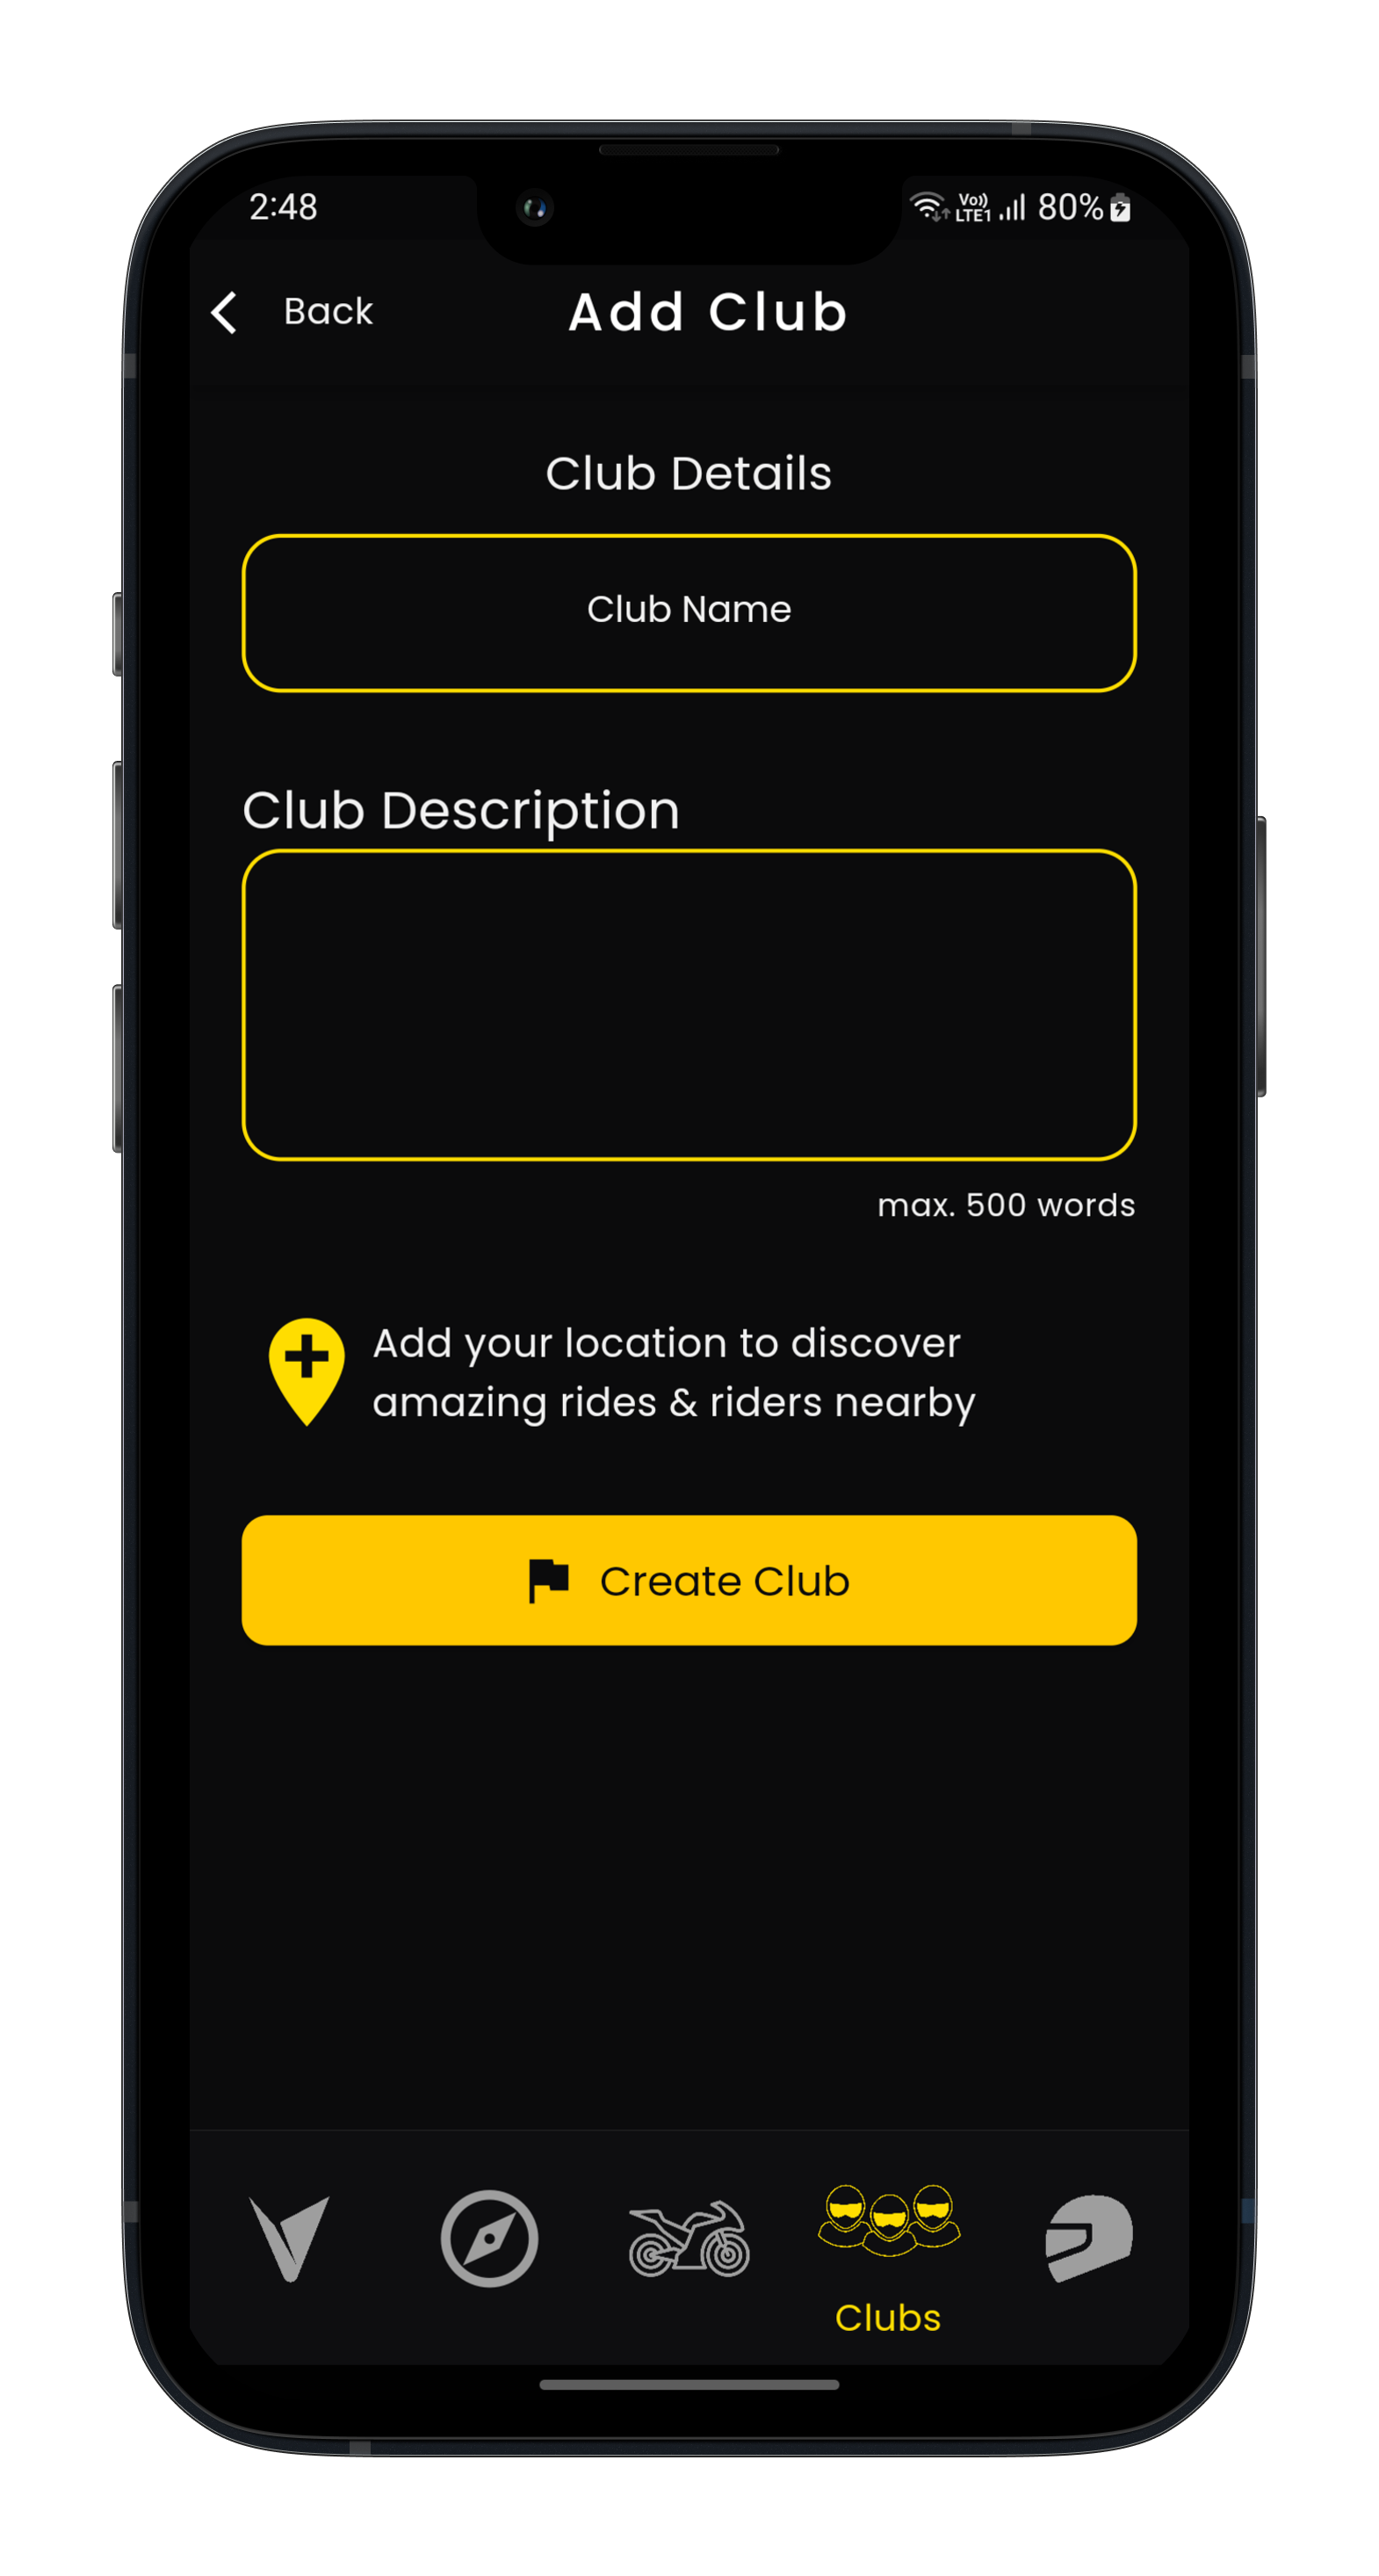 2:48
Vo))
LTE1
80%
Back
Add Club
Club Details
Club Name
Club Description
max. 500 words
Add your location to discover
amazing rides & riders nearby
Create Club
Clubs